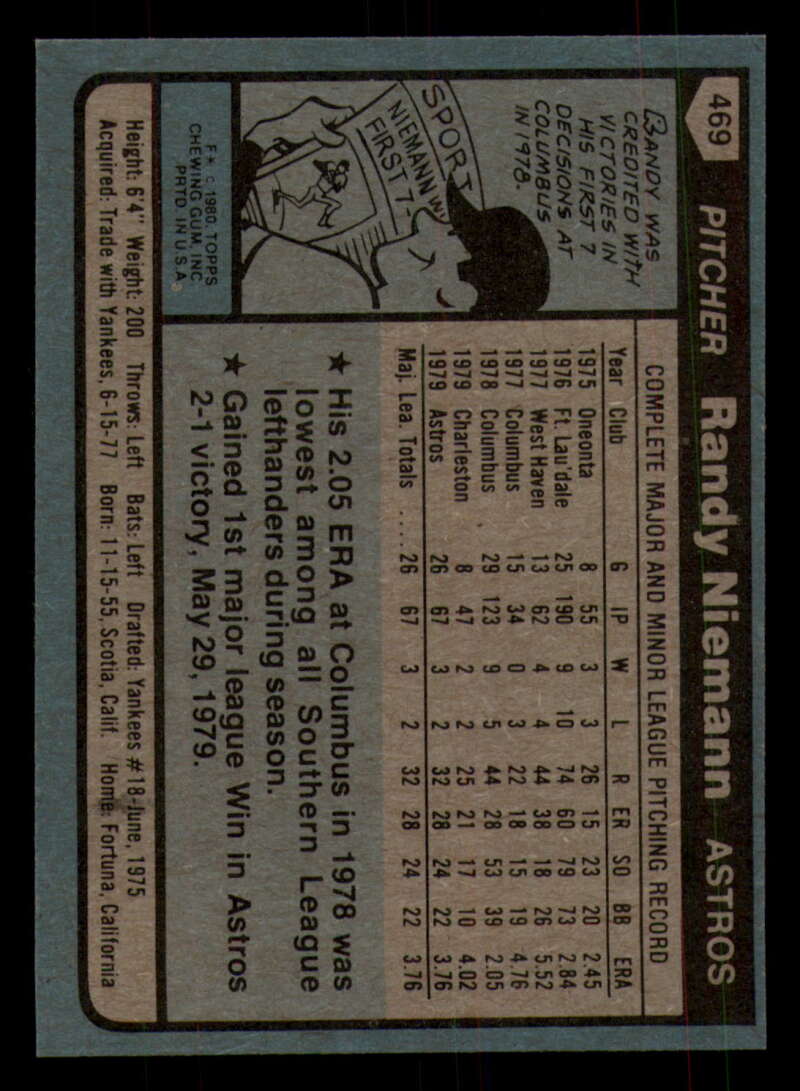 469 PITCHER Randy Niemann ASTROS
RANDY WAS
CREDITED WITH
VICTORIES IN
HIS FIRST 7
DECISIONS AT
COLUMBUS
IN 1978.
SPORT
NIEMANN W
FIRST 7-
F★ © 1980 TOPPS
CHEWING GUM, INC.
PRTD. IN U.S.A.
COMPLETE MAJOR AND MINOR LEAGUE PITCHING RECORD
Year Club G IP W L R ER SO BB ERA
1975 Oneonta 8 55 3 3 26 15 23 20 2.45
1976 Ft. Lau'dale 25 190 9 10 74 60 79 73 2.84
1977 West Haven 13 62 4 4 44 38 18 26 5.52
1977 Columbus 15 34 0 3 22 18 15 19 4.76
1978 Columbus 29 123 9 5 44 28 53 39 2.05
1979 Charleston 8 47 2 2 25 21 17 10 4.02
1979 Astros 26 67 3 2 32 28 24 22 3.76
Maj. Lea. Totals .... 26 67 3 2 32 28 24 22 3.76
★ His 2.05 ERA at Columbus in 1978 was
lowest among all Southern League
lefthanders during season.
★ Gained 1st major league Win in Astros
2-1 victory, May 29, 1979.
Height: 6'4" Weight: 200 Throws: Left Bats: Left Drafted: Yankees #18-June, 1975
Acquired: Trade with Yankees, 6-15-77 Born: 11-15-55, Scotia, Calif. Home: Fortuna, California